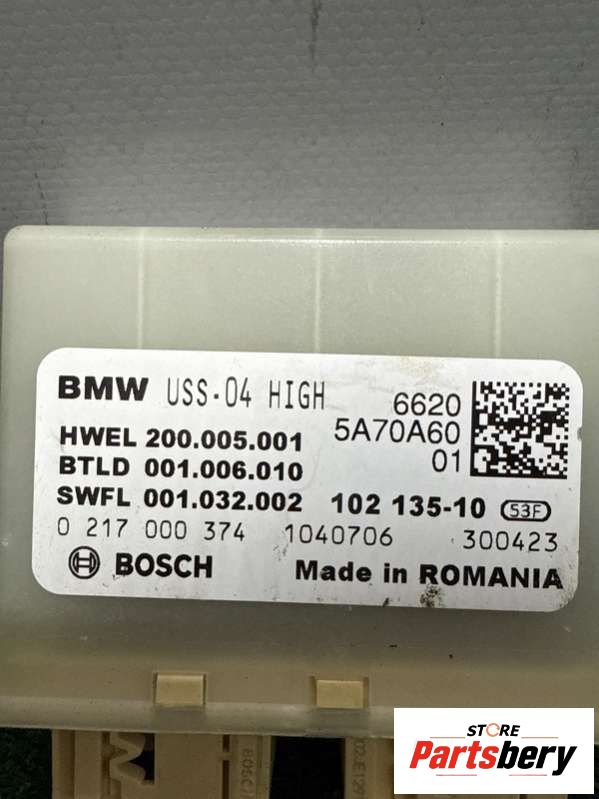 BMW USS-04 HIGH 6620
5A70A60
01
HWEL 200.005.001
BTLD 001.006.010
SWFL 001.032.002 102 135-10 53F
0 217 000 374 1040706 300423
BOSCH Made in ROMANIA
STORE
Partsbery